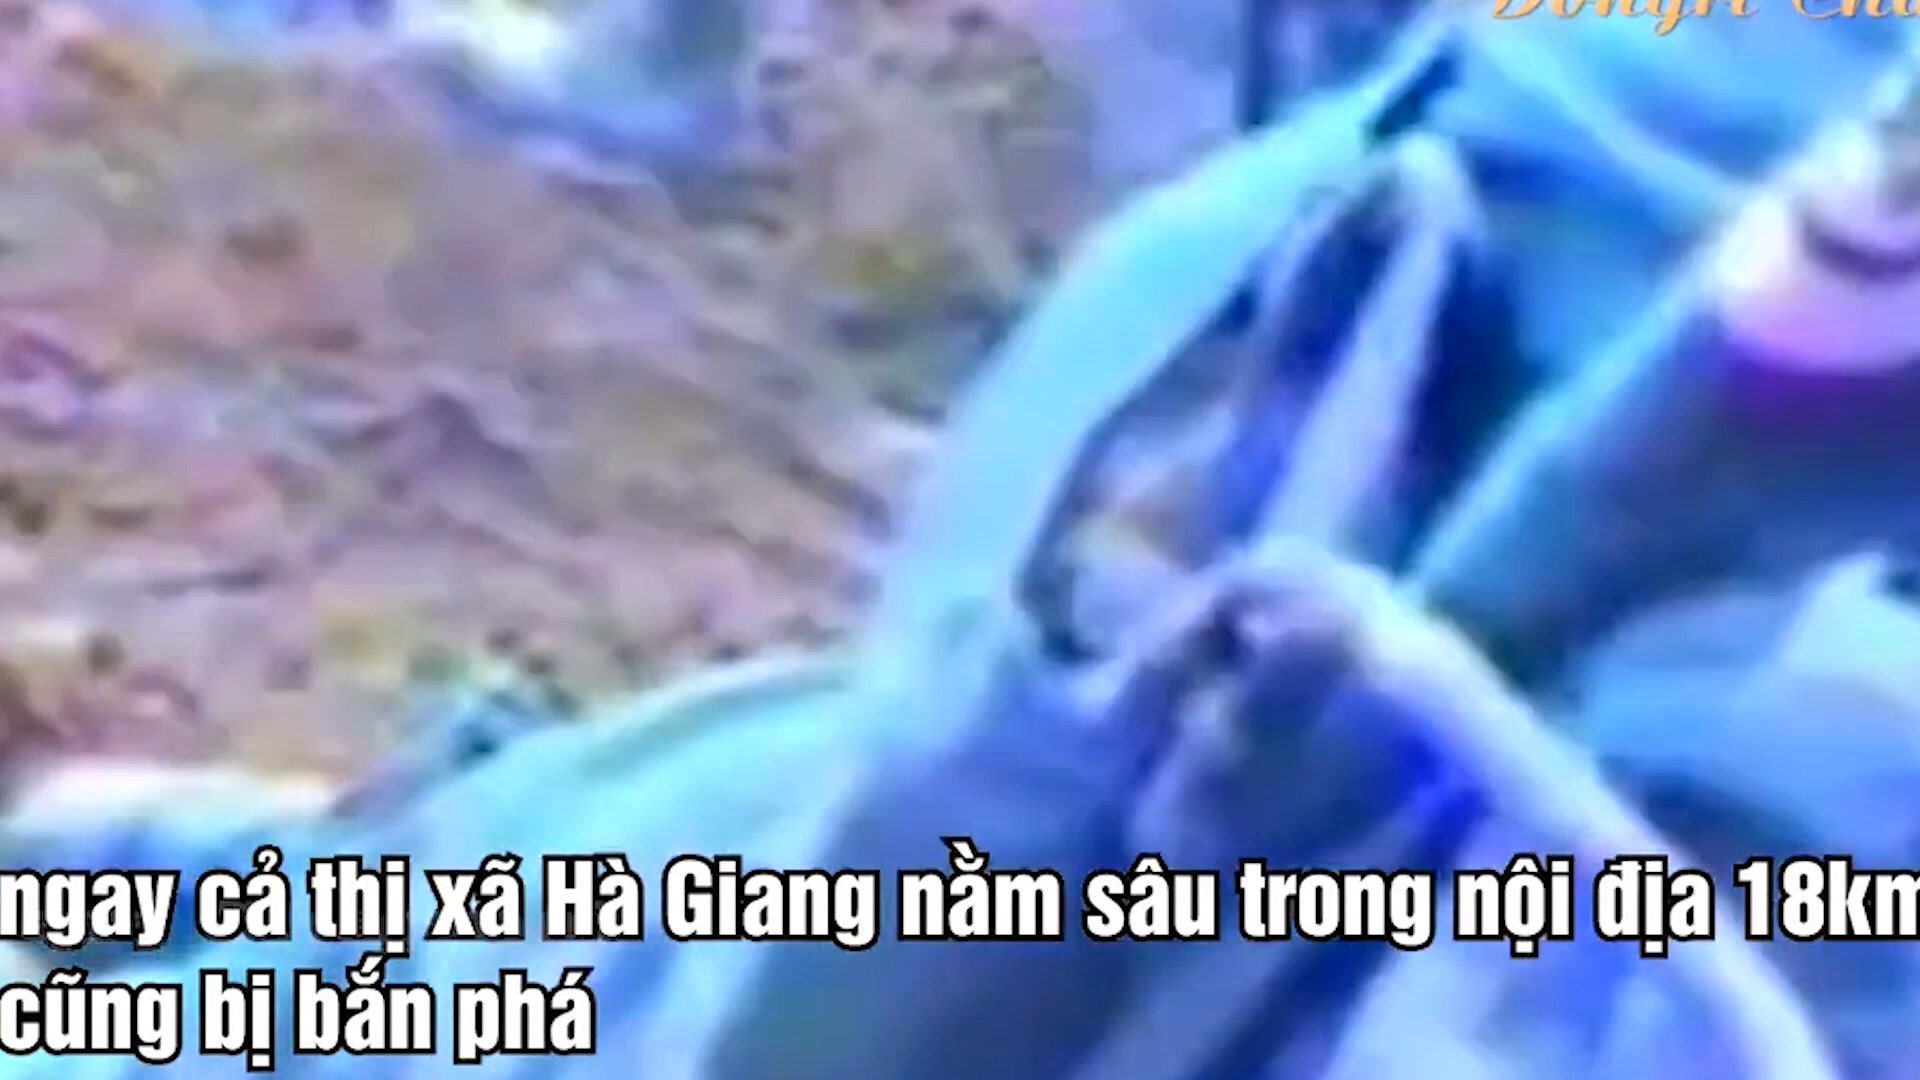 ngay cả thị xã Hà Giang nằm sâu trong nội địa 18km
cũng bị bắn phá